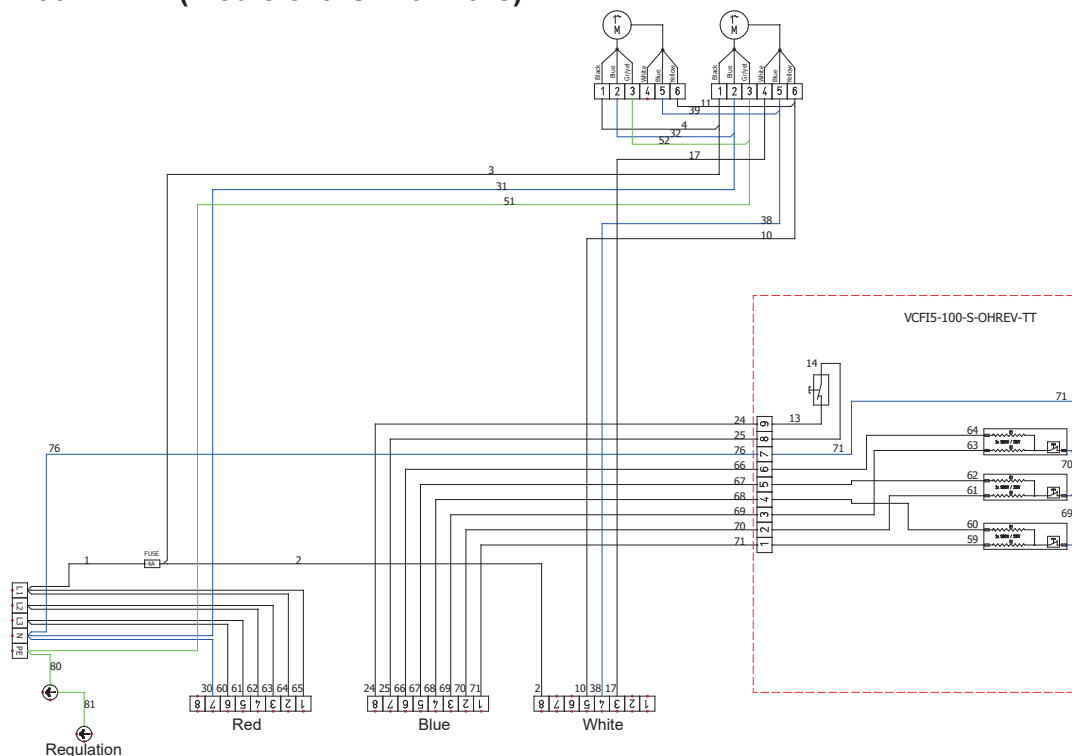 1~
M
1~
M
Black
Blue
Gr/yel
White
Blue
Yellow
Black
Blue
Gr/yel
White
Blue
Yellow
1 2 3 4 5 6
1 2 3 4 5 6
11
39
4
32
52
17
3
31
51
38
10
VCFI5-100-S-OHREV-TT
14
71
24 9 13
25 8
76 76 7 71
66 6 64
67 5 63
68 4 62
69 3 61
70 2 60
71 1 59
70
69
FUSE
4A
1
2
L1
L2
L3
N
PE
80
81
Regulation
30 60 61 62 63 64 65
8 7 6 5 4 3 2 1
Red
24 25 66 67 68 69 70 71
8 7 6 5 4 3 2 1
Blue
2 10 38 17
8 7 6 5 4 3 2 1
White